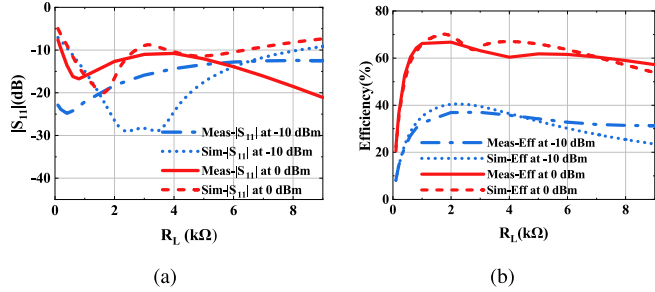 0
-10
-20
-30
-40
|S11|(dB)
Meas-|S11| at -10 dBm
Sim-|S11| at -10 dBm
Meas-|S11| at 0 dBm
Sim-|S11| at 0 dBm
0 2 4 6 8
RL (kΩ)
(a)
80
60
40
20
0
Efficiency(%)
Meas-Eff at -10 dBm
Sim-Eff at -10 dBm
Meas-Eff at 0 dBm
Sim-Eff at 0 dBm
0 2 4 6 8
RL(kΩ)
(b)